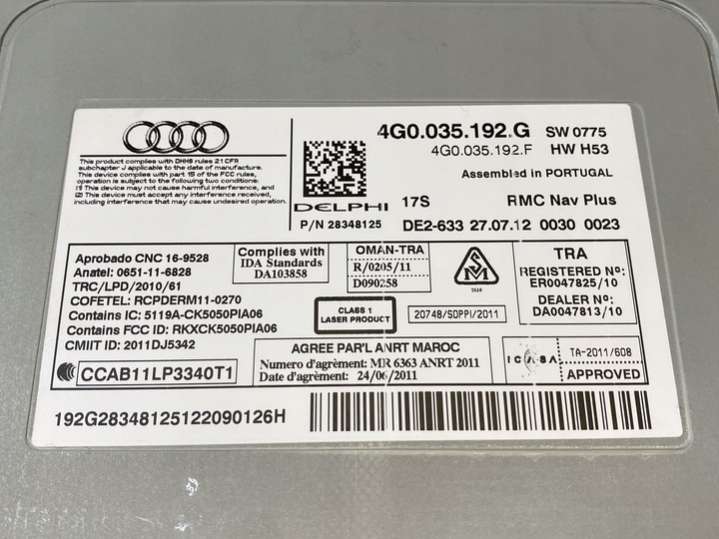 4G0.035.192.G SW 0775
4G0.035.192.F HW H53
Assembled in PORTUGAL
This product complies with DHHS rules 21 CFR
subchapter J applicable to the date of manufacture.
This device complies with part 15 of the FCC rules,
operation is subject to the following two conditions:
(1) This device may not cause harmful interference, and
(2) This device must accept any interference received,
including interference that may cause undesired operation.
DELPHI 17S RMC Nav Plus
P/N 28348125 DE2-633 27.07.12 0030 0023
Aprobado CNC 16-9528
Anatel: 0651-11-6828
TRC/LPD/2010/61
COFETEL: RCPDERM11-0270
Contains IC: 5119A-CK5050PIA06
Contains FCC ID: RKXCK5050PIA06
CMIIT ID: 2011DJ5342
CCAB11LP3340T1
Complies with
IDA Standards
DA103858
OMAN-TRA
R/0205/11
D090258
CLASS 1
LASER PRODUCT
20748/SDPPI/2011
TRA
REGISTERED No:
ER0047825/10
DEALER No:
DA0047813/10
AGREE PAR'L ANRT MAROC
Numero d'agrément: MR 6363 ANRT 2011
Date d'agrément: 24/06/2011
ICASA TA-2011/608
APPROVED
192G28348125122090126H